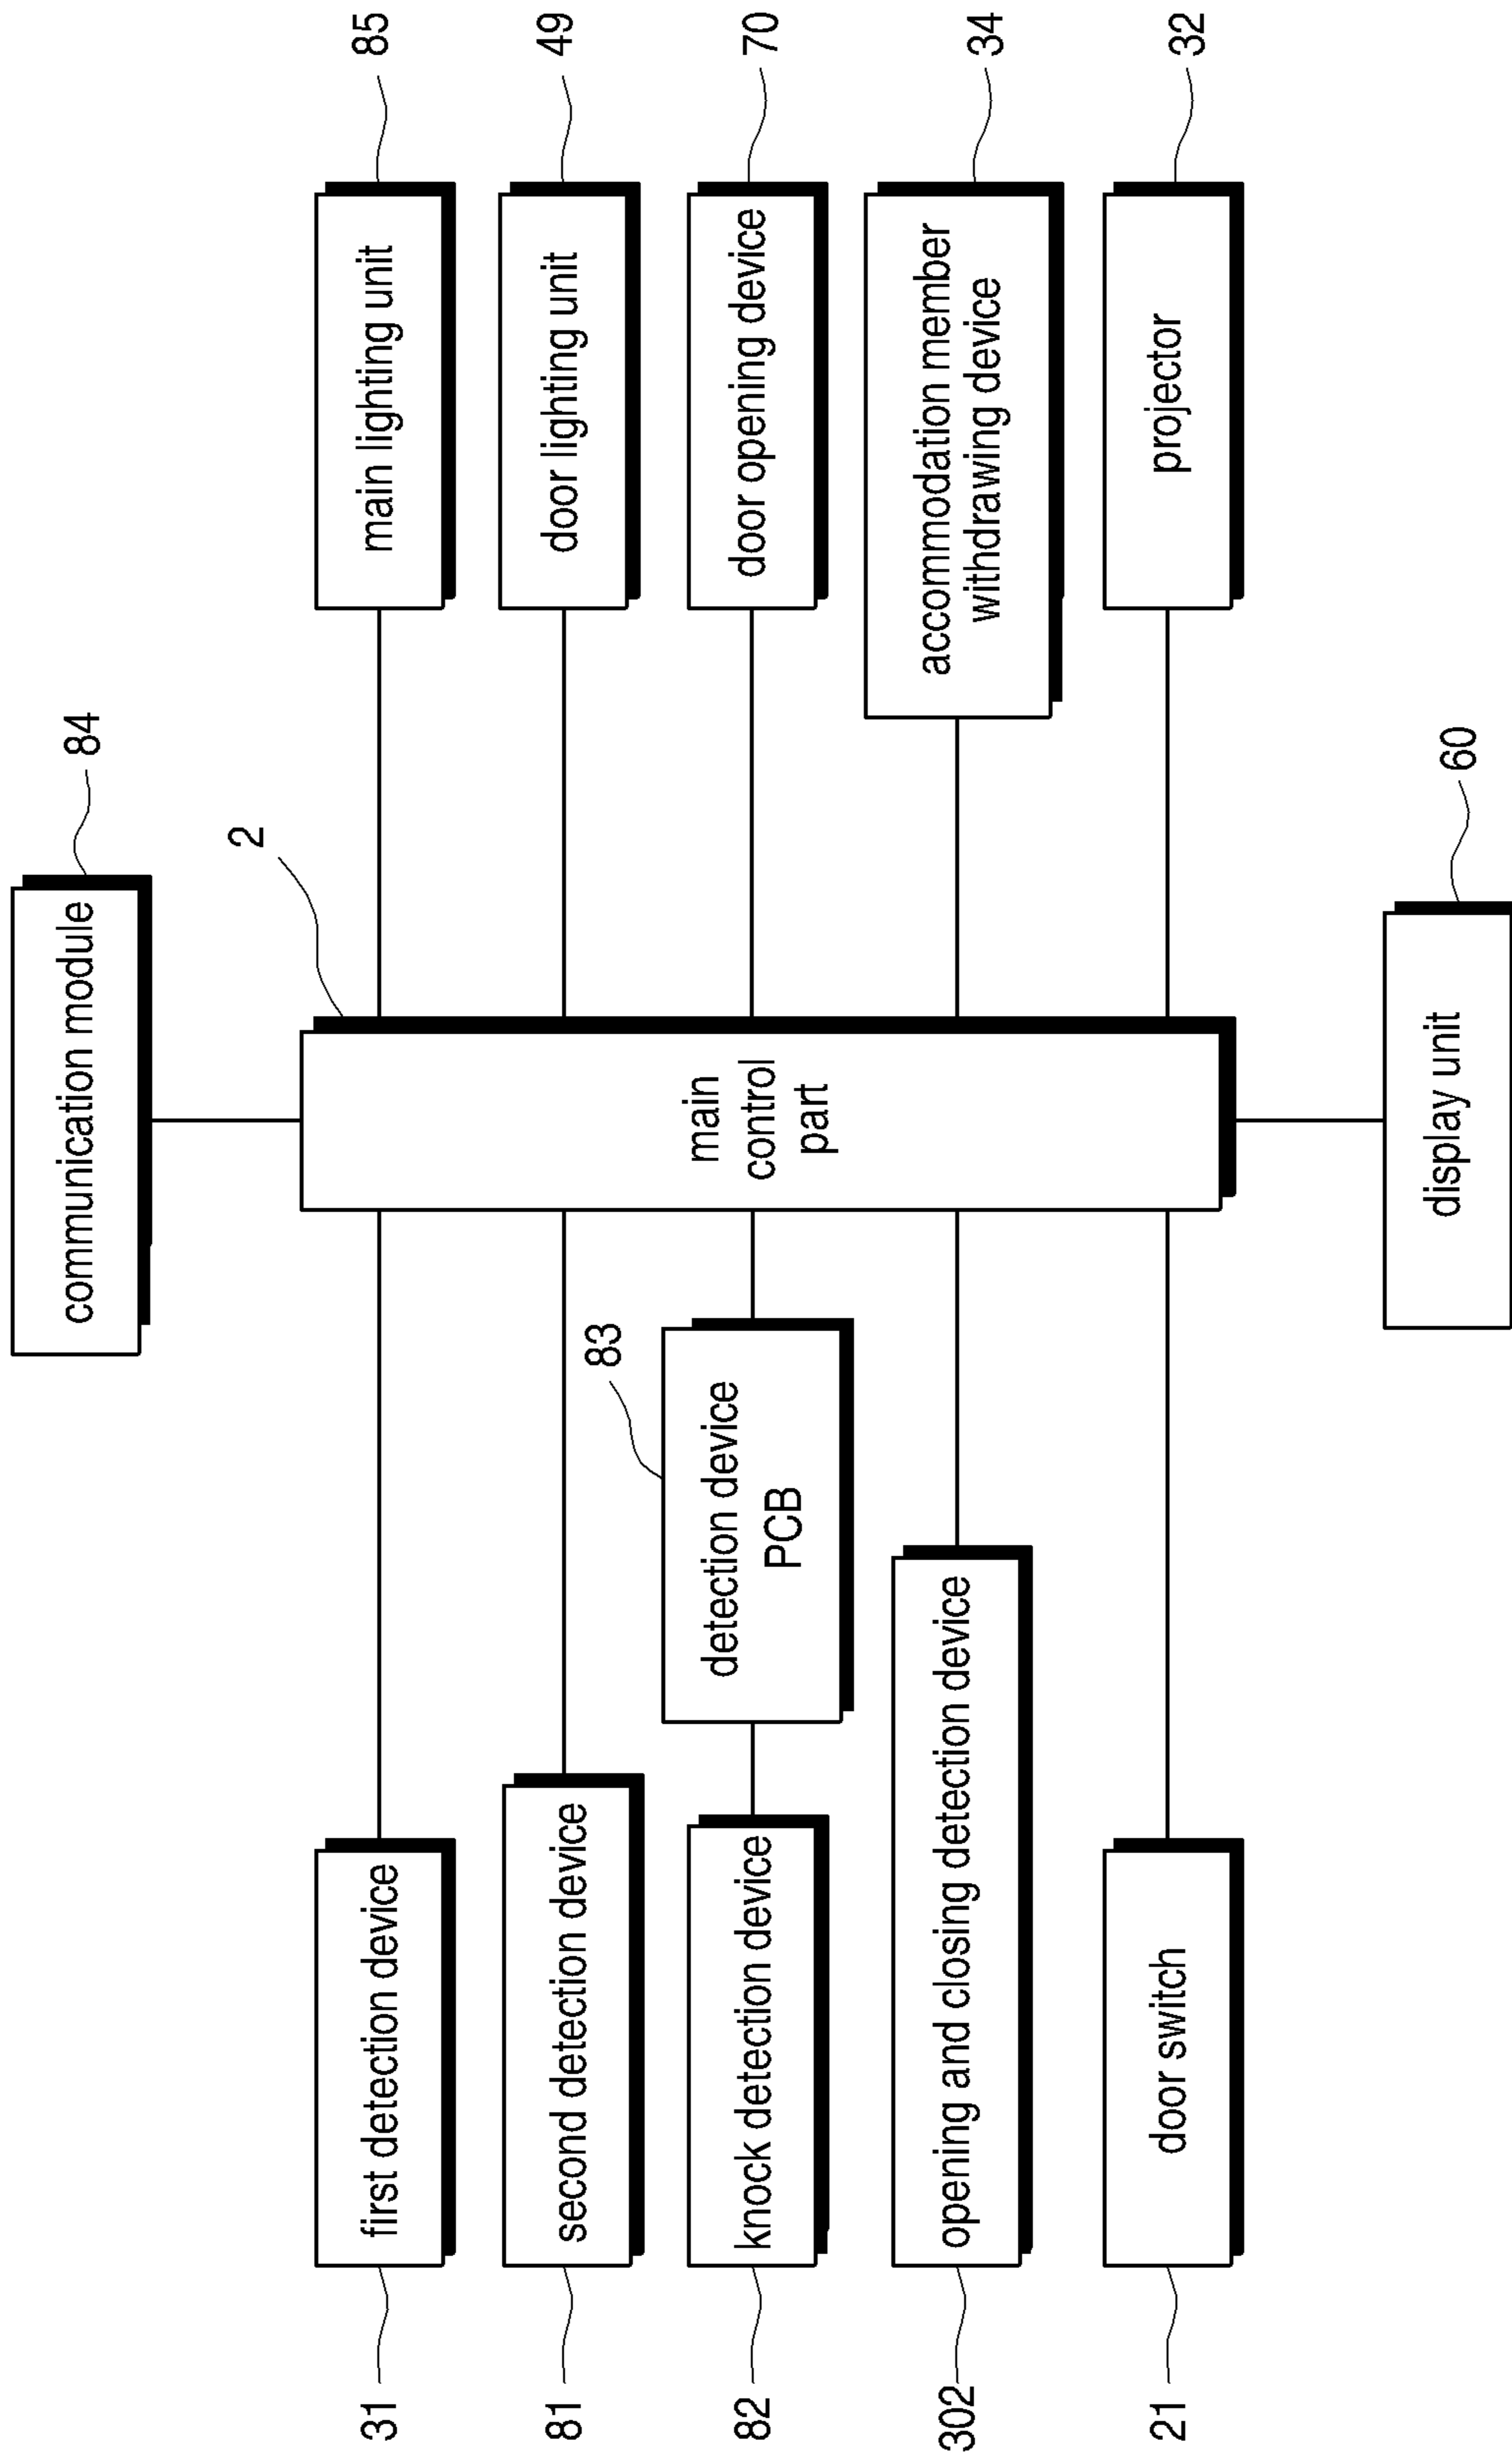 communication module
84
2
31
first detection device
main lighting unit
85
81
second detection device
door lighting unit
49
82
knock detection device
83
detection device
PCB
main
control
part
door opening device
70
302
opening and closing detection device
accommodation member
withdrawing device
34
21
door switch
projector
32
display unit
60